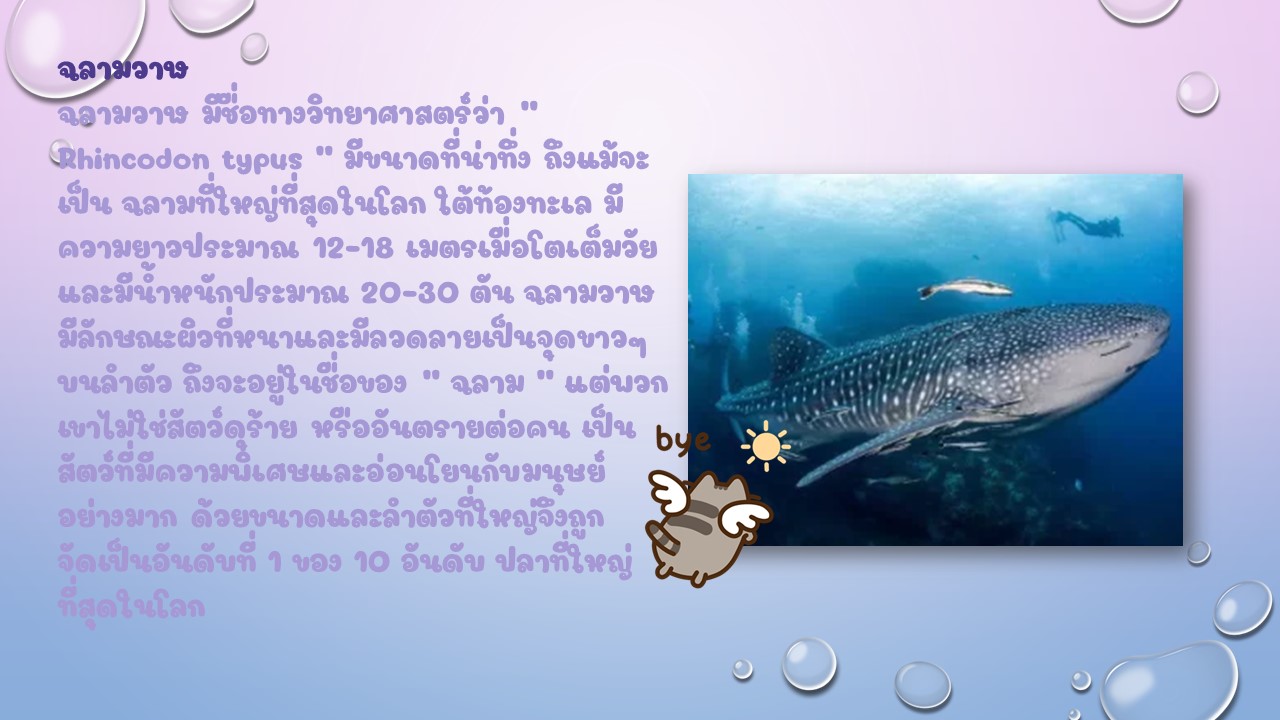 ฉลามวาฬ
ฉลามวาฬ มีชื่อทางวิทยาศาสตร์ว่า "
Rhincodon typus " มีขนาดที่น่าทึ่ง ถึงแม้จะ
เป็น ฉลามที่ใหญ่ที่สุดในโลก ใต้ท้องทะเล มี
ความยาวประมาณ 12-18 เมตรเมื่อโตเต็มวัย
และมีน้ำหนักประมาณ 20-30 ตัน ฉลามวาฬ
มีลักษณะผิวที่หนาและมีลวดลายเป็นจุดขาวๆ
บนลำตัว ถึงจะอยู่ในชื่อของ " ฉลาม " แต่พวก
เขาไม่ใช่สัตว์ดุร้าย หรืออันตรายต่อคน เป็น
สัตว์ที่มีความพิเศษและอ่อนโยนกับมนุษย์
อย่างมาก ด้วยขนาดและลำตัวที่ใหญ่จึงถูก
จัดเป็นอันดับที่ 1 ของ 10 อันดับ ปลาที่ใหญ่
ที่สุดในโลก
bye